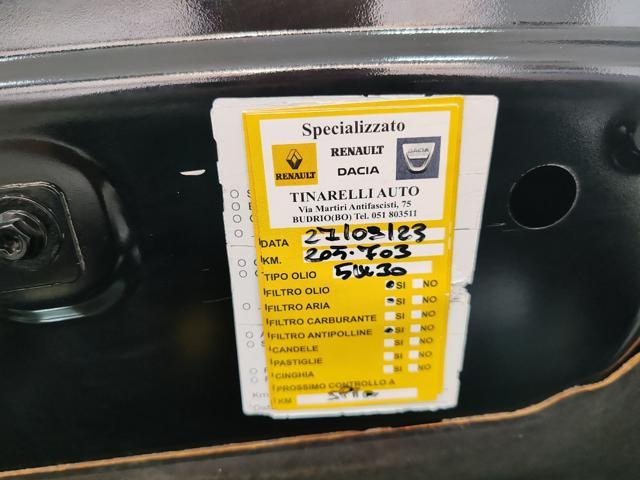 Specializzato
RENAULT
RENAULT
DACIA
DACIA
TINARELLI AUTO
Via Martiri Antifascisti, 75
BUDRIO(BO) Tel. 051 803511
DATA 27/03/23
KM. 205.703
TIPO OLIO 5W30
FILTRO OLIO SI NO
FILTRO ARIA SI NO
FILTRO CARBURANTE SI NO
FILTRO ANTIPOLLINE SI NO
CANDELE SI NO
PASTIGLIE SI NO
CINGHIA SI NO
PROSSIMO CONTROLLO A
KM